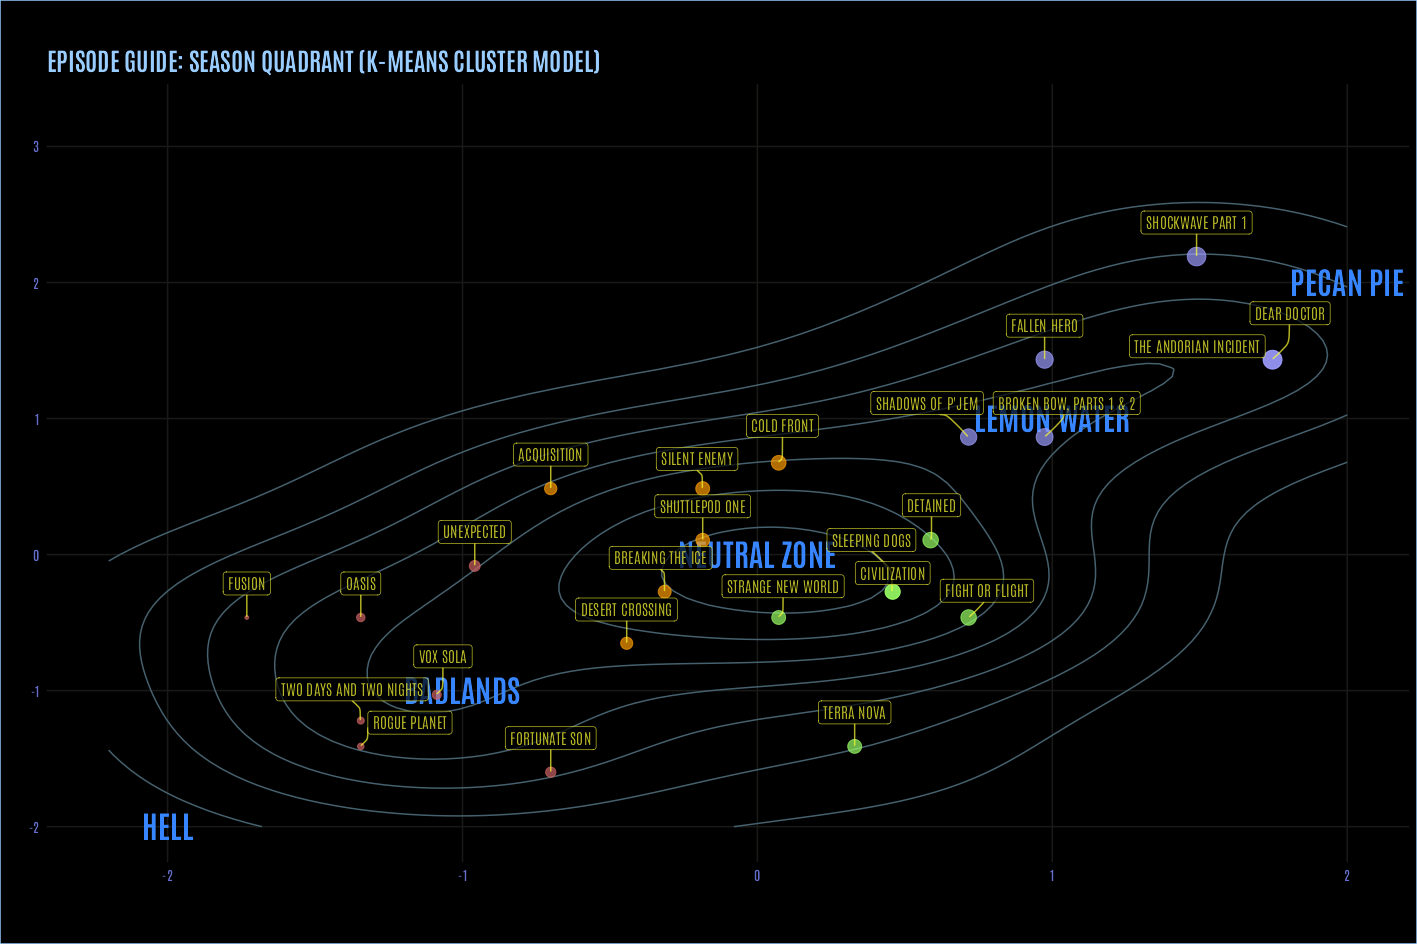 EPISODE GUIDE: SEASON QUADRANT (K-MEANS CLUSTER MODEL)
3
SHOCKWAVE PART 1
2
PECAN PIE
DEAR DOCTOR
FALLEN HERO
THE ANDORIAN INCIDENT
SHADOWS OF P'JEM
BROKEN BOW, PARTS 1 & 2
1
LEMON WATER
COLD FRONT
ACQUISITION
SILENT ENEMY
SHUTTLEPOD ONE
DETAINED
UNEXPECTED
SLEEPING DOGS
0
BREAKING THE ICE
NEUTRAL ZONE
CIVILIZATION
FUSION
OASIS
STRANGE NEW WORLD
FIGHT OR FLIGHT
DESERT CROSSING
VOX SOLA
-1
TWO DAYS AND TWO NIGHTS
BADLANDS
ROGUE PLANET
TERRA NOVA
FORTUNATE SON
-2
HELL
-2
-1
0
1
2